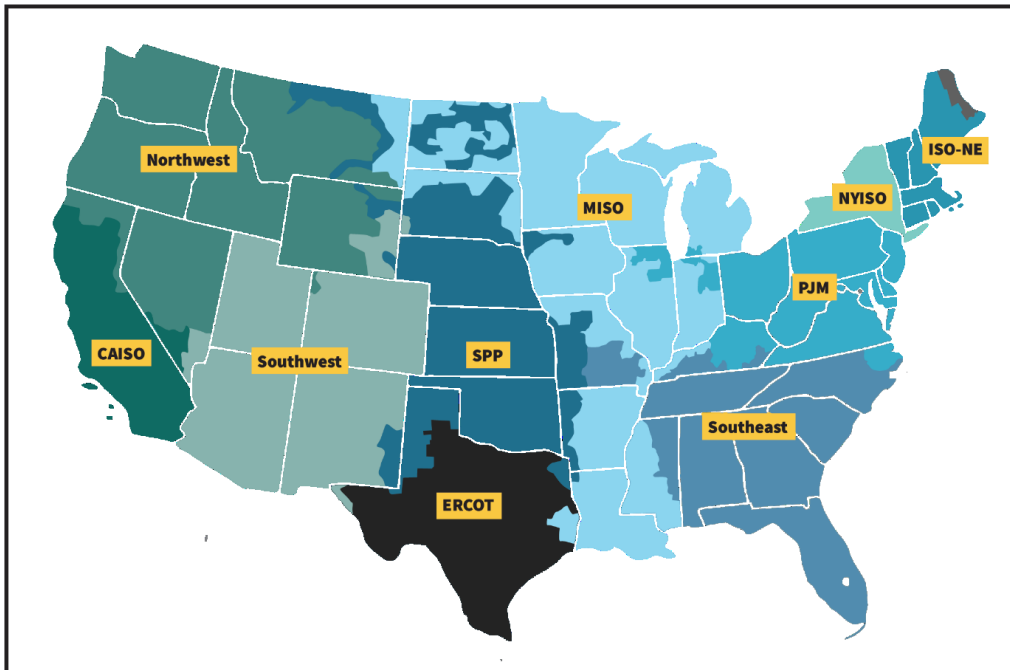 ISO-NE
Northwest
NYISO
MISO
PJM
CAISO
Southwest
SPP
Southeast
ERCOT